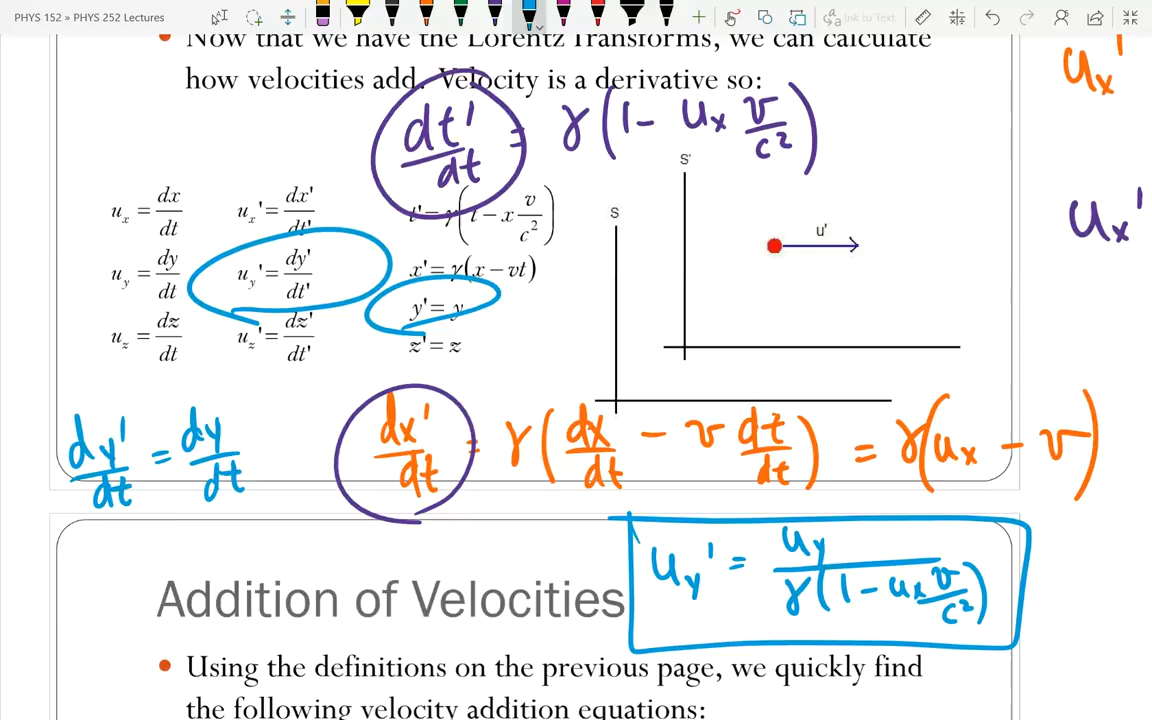 PHYS 152 » PHYS 252 Lectures
Ink to Text
• Now that we have the Lorentz Transforms, we can calculate
how velocities add. Velocity is a derivative so:
dt'/dt = γ(1 - u_x v/c²)
u_x'
u_x = dx/dt   u_x' = dx'/dt'   t' = γ(t − x v/c²)
u_y = dy/dt   u_y' = dy'/dt'   x' = γ(x − vt)
y' = y
u_z = dz/dt   u_z' = dz'/dt'   z' = z
S
S'
u'
u_x'
dy'/dt = dy/dt
dx'/dt = γ(dx/dt - v dt/dt) = γ(u_x - v)
u_y' = u_y / γ(1 - u_x v/c²)
Addition of Velocities
• Using the definitions on the previous page, we quickly find
the following velocity addition equations: